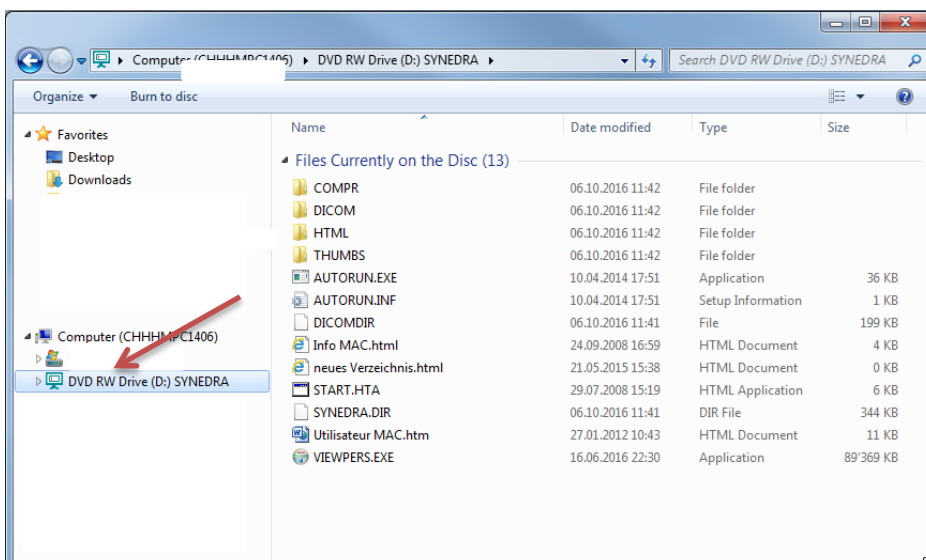 Computer (CHHHMPC1406) DVD RW Drive (D:) SYNEDRA
Search DVD RW Drive (D:) SYNEDRA
Organize Burn to disc
Favorites
Desktop
Downloads
Computer (CHHHMPC1406)
DVD RW Drive (D:) SYNEDRA
Name Date modified Type Size
Files Currently on the Disc (13)
COMPR 06.10.2016 11:42 File folder
DICOM 06.10.2016 11:42 File folder
HTML 06.10.2016 11:42 File folder
THUMBS 06.10.2016 11:42 File folder
AUTORUN.EXE 10.04.2014 17:51 Application 36 KB
AUTORUN.INF 10.04.2014 17:51 Setup Information 1 KB
DICOMDIR 06.10.2016 11:41 File 199 KB
Info MAC.html 24.09.2008 16:59 HTML Document 4 KB
neues Verzeichnis.html 21.05.2015 15:38 HTML Document 0 KB
START.HTA 29.07.2008 15:19 HTML Application 6 KB
SYNEDRA.DIR 06.10.2016 11:41 DIR File 344 KB
Utilisateur MAC.htm 27.01.2012 10:43 HTML Document 11 KB
VIEWPERS.EXE 16.06.2016 22:30 Application 89'369 KB